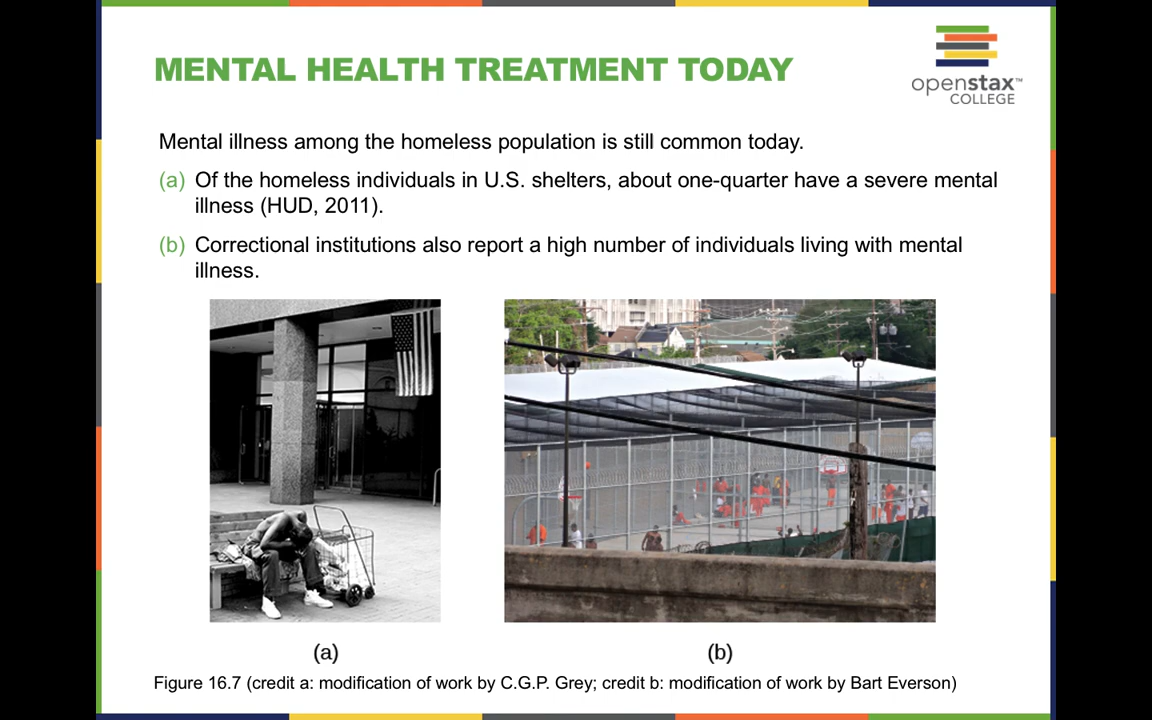 MENTAL HEALTH TREATMENT TODAY
openstax™
COLLEGE
Mental illness among the homeless population is still common today.
(a) Of the homeless individuals in U.S. shelters, about one-quarter have a severe mental
illness (HUD, 2011).
(b) Correctional institutions also report a high number of individuals living with mental
illness.
(a)
(b)
Figure 16.7 (credit a: modification of work by C.G.P. Grey; credit b: modification of work by Bart Everson)